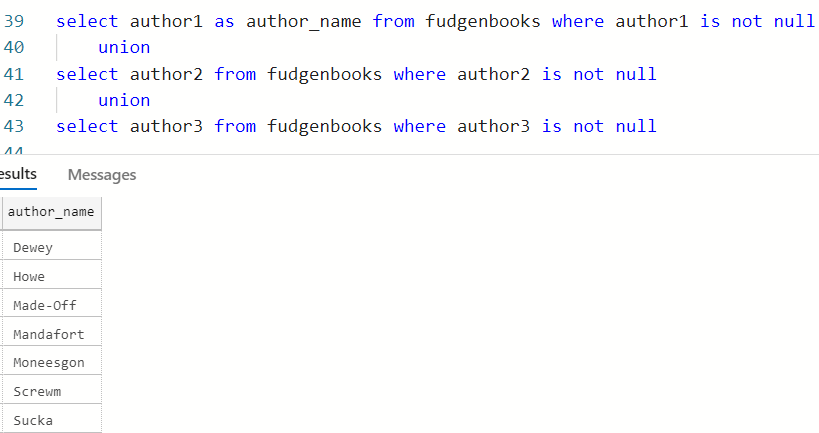 39 select author1 as author_name from fudgenbooks where author1 is not null
40 union
41 select author2 from fudgenbooks where author2 is not null
42 union
43 select author3 from fudgenbooks where author3 is not null
44
esults Messages
author_name
Dewey
Howe
Made-Off
Mandafort
Moneesgon
Screwm
Sucka